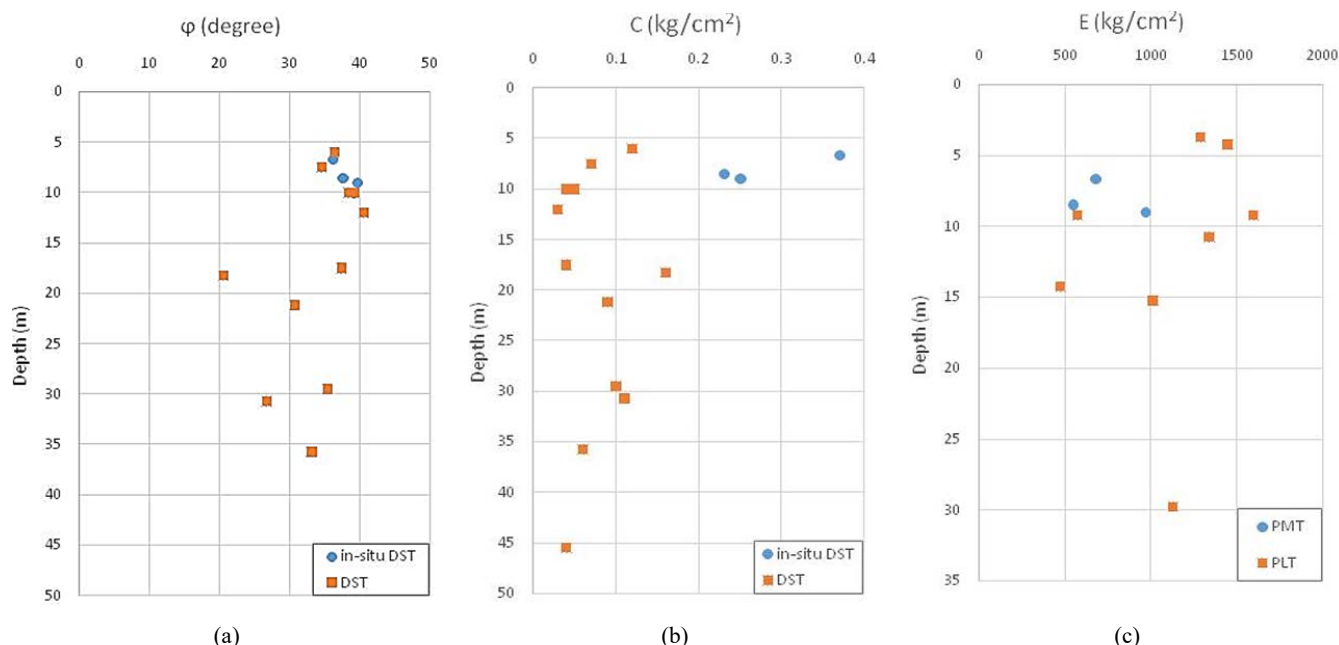 φ (degree)
0 10 20 30 40 50
0
5
10
15
20
25
30
35
40
45
50
Depth (m)
in-situ DST
DST
(a)
C (kg/cm²)
0 0.1 0.2 0.3 0.4
0
5
10
15
20
25
30
35
40
45
50
Depth (m)
in-situ DST
DST
(b)
E (kg/cm²)
0 500 1000 1500 2000
0
5
10
15
20
25
30
35
Depth (m)
PMT
PLT
(c)